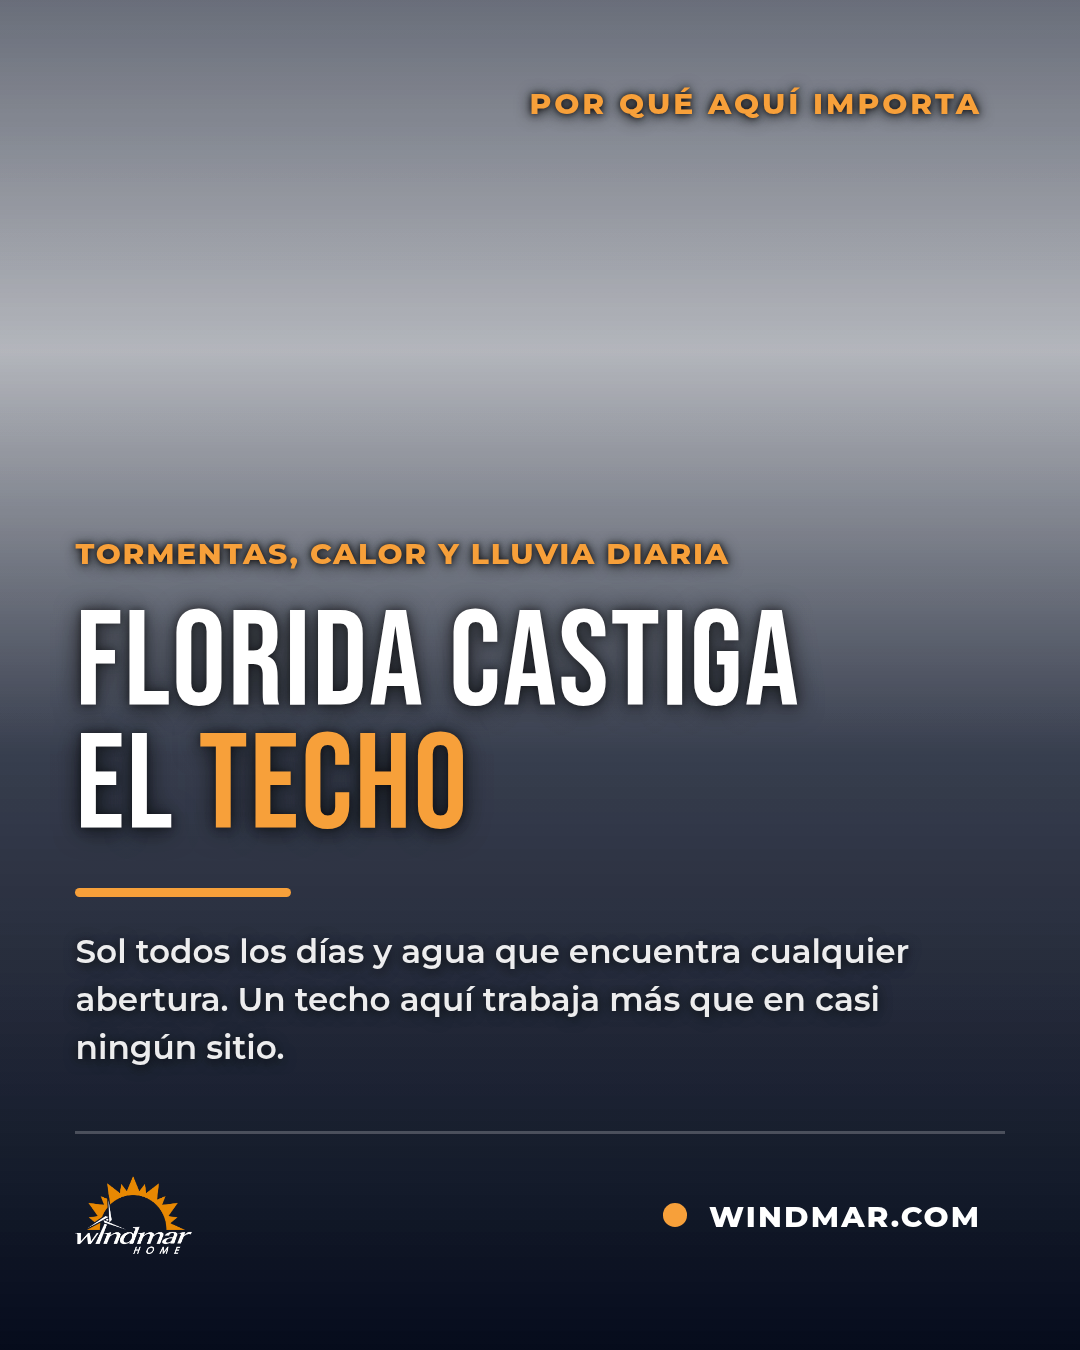 POR QUÉ AQUÍ IMPORTA
TORMENTAS, CALOR Y LLUVIA DIARIA
FLORIDA CASTIGA
EL TECHO
Sol todos los días y agua que encuentra cualquier
abertura. Un techo aquí trabaja más que en casi
ningún sitio.
windmar
HOME
WINDMAR.COM